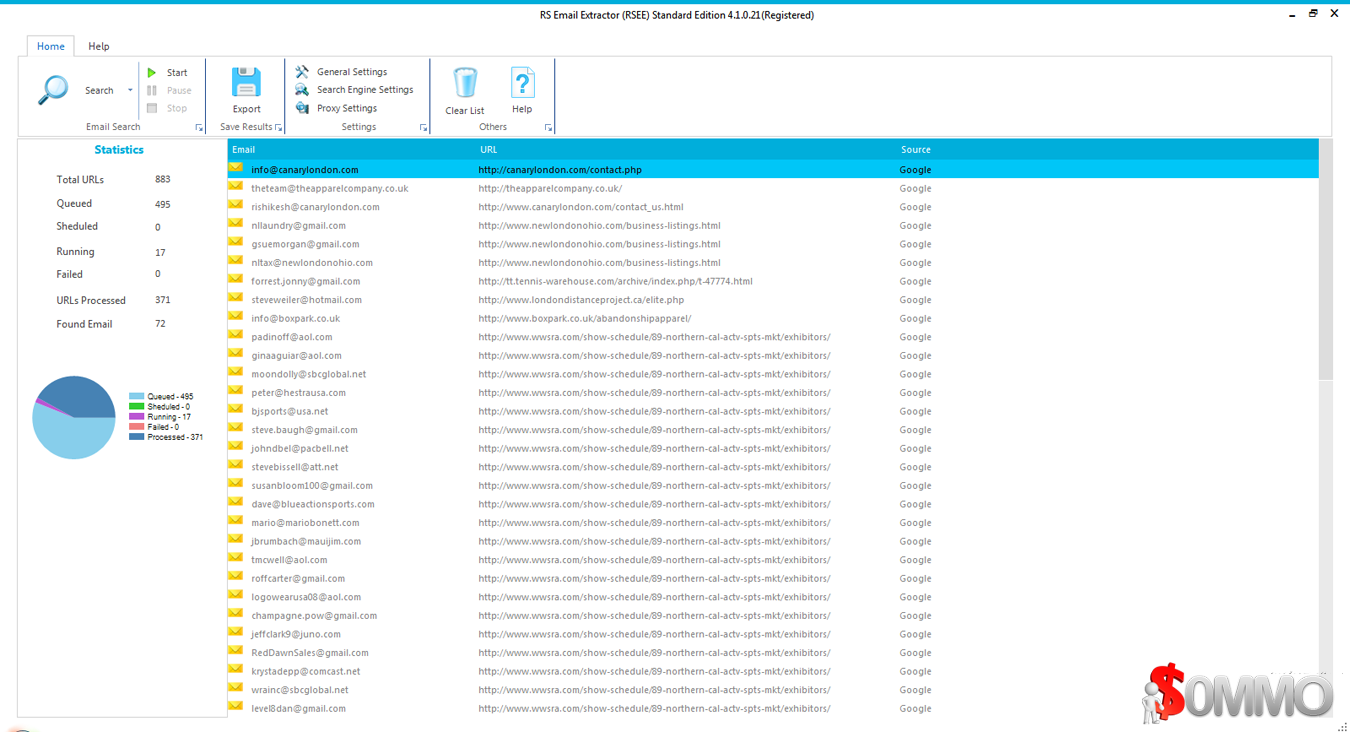 RS Email Extractor (RSEE) Standard Edition 4.1.0.21(Registered)
Home Help
Search
Start
Pause
Stop
Email Search
Export
Save Results
General Settings
Search Engine Settings
Proxy Settings
Settings
Clear List
Help
Others
Statistics
Total URLs 883
Queued 495
Sheduled 0
Running 17
Failed 0
URLs Processed 371
Found Email 72
Queued - 495
Sheduled - 0
Running - 17
Failed - 0
Processed - 371
Email URL Source
info@canarylondon.com http://canarylondon.com/contact.php Google
theteam@theapparelcompany.co.uk http://theapparelcompany.co.uk/ Google
rishikesh@canarylondon.com http://www.canarylondon.com/contact_us.html Google
nllaundry@gmail.com http://www.newlondonohio.com/business-listings.html Google
gsuemorgan@gmail.com http://www.newlondonohio.com/business-listings.html Google
nltax@newlondonohio.com http://www.newlondonohio.com/business-listings.html Google
forrest.jonny@gmail.com http://tt.tennis-warehouse.com/archive/index.php/t-47774.html Google
steveweiler@hotmail.com http://www.londondistanceproject.ca/elite.php Google
info@boxpark.co.uk http://www.boxpark.co.uk/abandonshipapparel/ Google
padinoff@aol.com http://www.wwsra.com/show-schedule/89-northern-cal-actv-spts-mkt/exhibitors/ Google
ginaaguiar@aol.com http://www.wwsra.com/show-schedule/89-northern-cal-actv-spts-mkt/exhibitors/ Google
moondolly@sbcglobal.net http://www.wwsra.com/show-schedule/89-northern-cal-actv-spts-mkt/exhibitors/ Google
peter@hestrausa.com http://www.wwsra.com/show-schedule/89-northern-cal-actv-spts-mkt/exhibitors/ Google
bjsports@usa.net http://www.wwsra.com/show-schedule/89-northern-cal-actv-spts-mkt/exhibitors/ Google
steve.baugh@gmail.com http://www.wwsra.com/show-schedule/89-northern-cal-actv-spts-mkt/exhibitors/ Google
johndbel@pacbell.net http://www.wwsra.com/show-schedule/89-northern-cal-actv-spts-mkt/exhibitors/ Google
stevebissell@att.net http://www.wwsra.com/show-schedule/89-northern-cal-actv-spts-mkt/exhibitors/ Google
susanbloom100@gmail.com http://www.wwsra.com/show-schedule/89-northern-cal-actv-spts-mkt/exhibitors/ Google
dave@blueactionsports.com http://www.wwsra.com/show-schedule/89-northern-cal-actv-spts-mkt/exhibitors/ Google
mario@mariobonett.com http://www.wwsra.com/show-schedule/89-northern-cal-actv-spts-mkt/exhibitors/ Google
jbrumbach@mauijim.com http://www.wwsra.com/show-schedule/89-northern-cal-actv-spts-mkt/exhibitors/ Google
tmcwell@aol.com http://www.wwsra.com/show-schedule/89-northern-cal-actv-spts-mkt/exhibitors/ Google
roffcarter@gmail.com http://www.wwsra.com/show-schedule/89-northern-cal-actv-spts-mkt/exhibitors/ Google
logowearusa08@aol.com http://www.wwsra.com/show-schedule/89-northern-cal-actv-spts-mkt/exhibitors/ Google
champagne.pow@gmail.com http://www.wwsra.com/show-schedule/89-northern-cal-actv-spts-mkt/exhibitors/ Google
jeffclark9@juno.com http://www.wwsra.com/show-schedule/89-northern-cal-actv-spts-mkt/exhibitors/ Google
RedDawnSales@gmail.com http://www.wwsra.com/show-schedule/89-northern-cal-actv-spts-mkt/exhibitors/ Google
krystadepp@comcast.net http://www.wwsra.com/show-schedule/89-northern-cal-actv-spts-mkt/exhibitors/ Google
wrainc@sbcglobal.net http://www.wwsra.com/show-schedule/89-northern-cal-actv-spts-mkt/exhibitors/ Google
level8dan@gmail.com http://www.wwsra.com/show-schedule/89-northern-cal-actv-spts-mkt/exhibitors/ Google
$OMMO